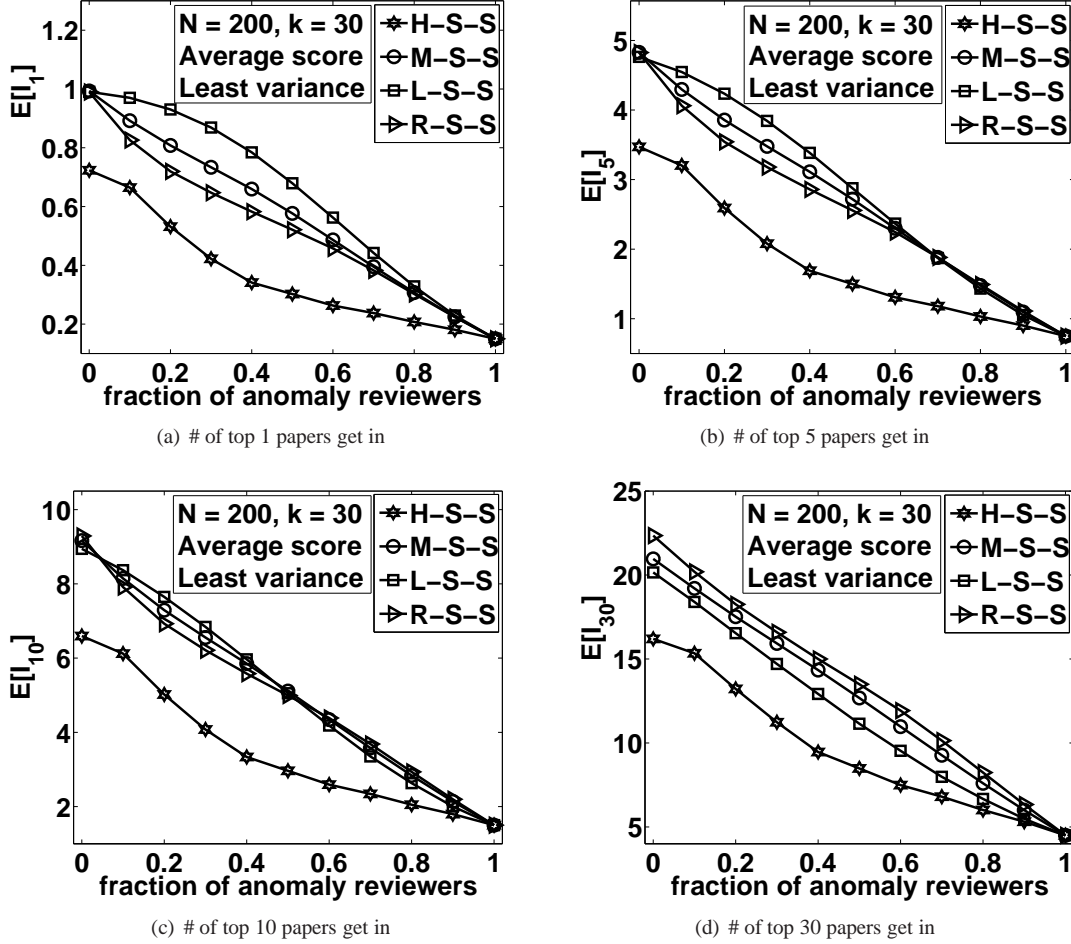 N = 200, k = 30
Average score
Least variance
H−S−S
M−S−S
L−S−S
R−S−S
E[I1]
1.2
1
0.8
0.6
0.4
0.2
0 0.2 0.4 0.6 0.8 1
fraction of anomaly reviewers
(a) # of top 1 papers get in
N = 200, k = 30
Average score
Least variance
H−S−S
M−S−S
L−S−S
R−S−S
E[I5]
5
4
3
2
1
0 0.2 0.4 0.6 0.8 1
fraction of anomaly reviewers
(b) # of top 5 papers get in
N = 200, k = 30
Average score
Least variance
H−S−S
M−S−S
L−S−S
R−S−S
E[I10]
10
8
6
4
2
0 0.2 0.4 0.6 0.8 1
fraction of anomaly reviewers
(c) # of top 10 papers get in
N = 200, k = 30
Average score
Least variance
H−S−S
M−S−S
L−S−S
R−S−S
E[I30]
25
20
15
10
5
0 0.2 0.4 0.6 0.8 1
fraction of anomaly reviewers
(d) # of top 30 papers get in